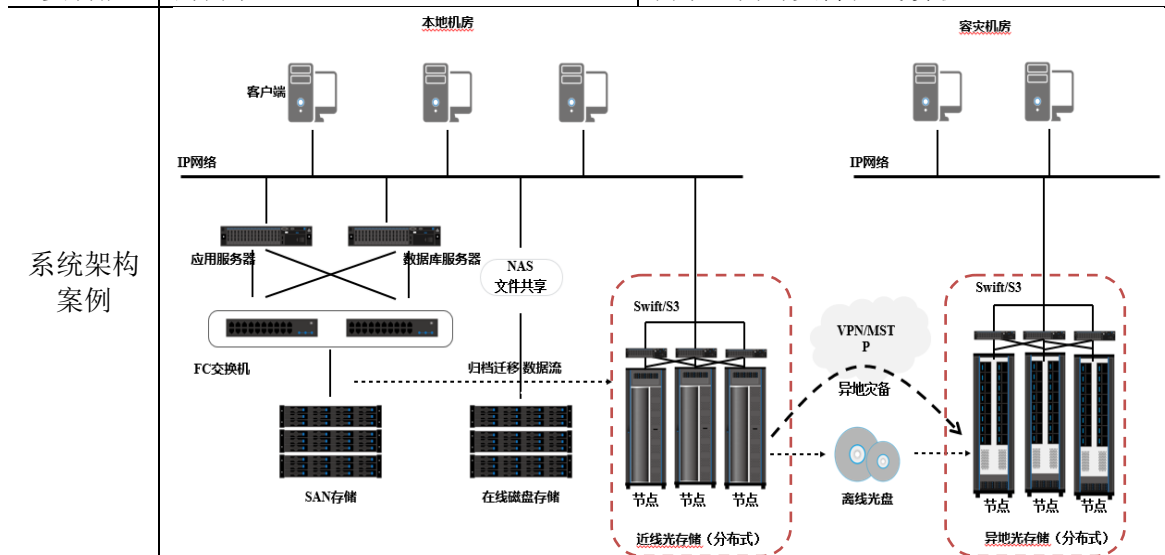 本地机房
容灾机房
客户端
IP网络
IP网络
应用服务器
数据库服务器
NAS
文件共享
系统架构
案例
Swift/S3
Swift/S3
VPN/MST
P
FC交换机
归档迁移 数据流
异地灾备
SAN存储
在线磁盘存储
节点
节点
节点
离线光盘
节点
节点
节点
近线光存储（分布式）
异地光存储（分布式）